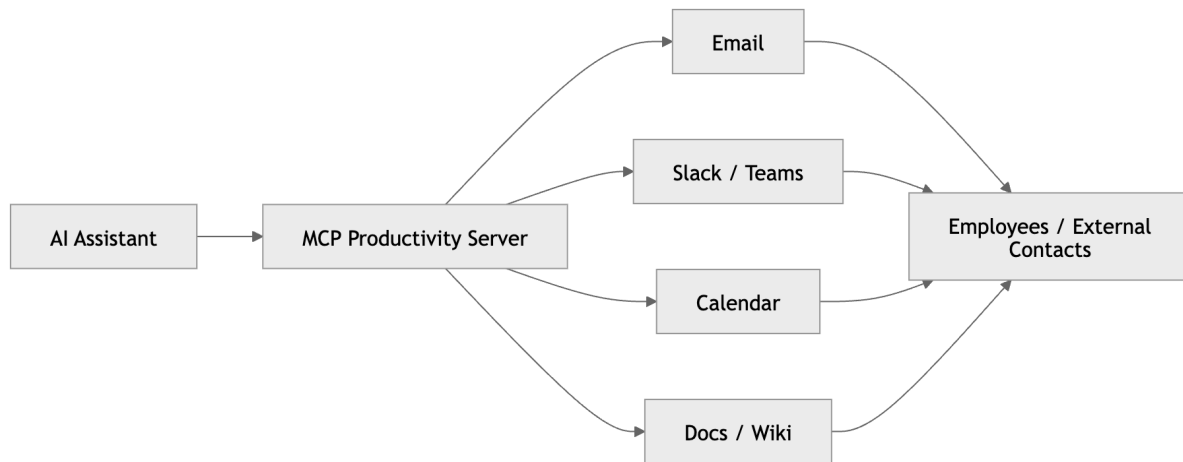 Email
Slack / Teams
AI Assistant
MCP Productivity Server
Employees / External
Contacts
Calendar
Docs / Wiki